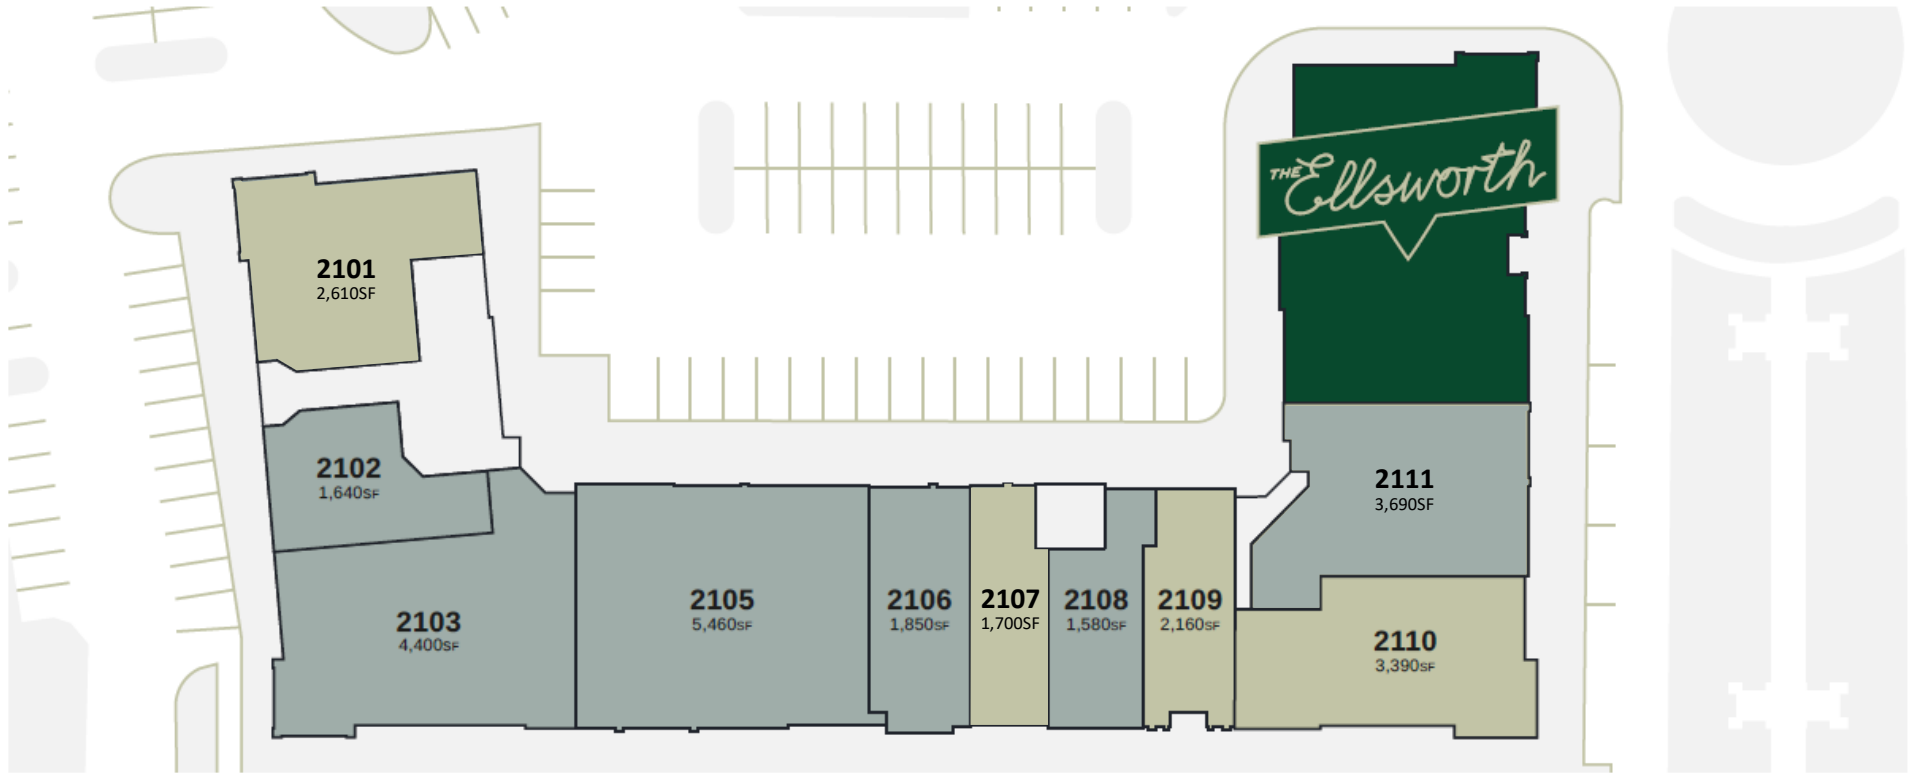 THE Ellsworth
2101
2,610SF
2102
1,640SF
2103
4,400SF
2105
5,460SF
2106
1,850SF
2107
1,700SF
2108
1,580SF
2109
2,160SF
2111
3,690SF
2110
3,390SF